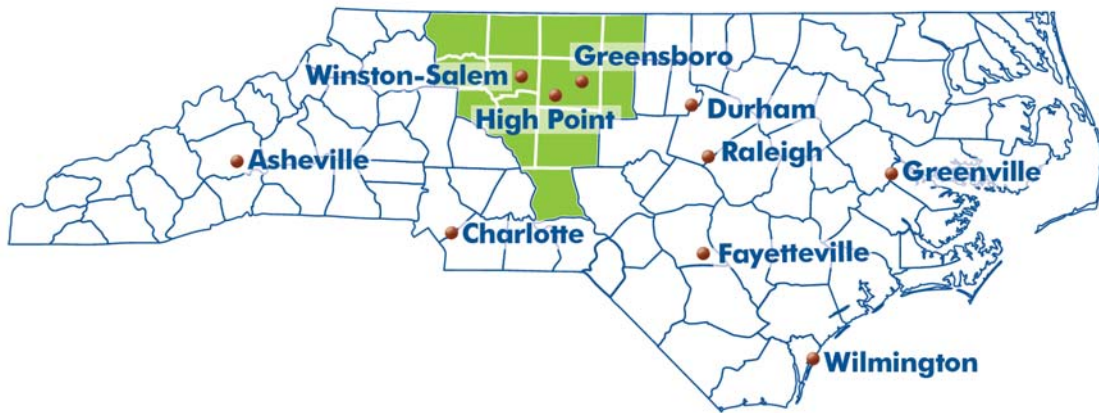 Greensboro
Winston-Salem
High Point
Durham
Raleigh
Asheville
Greenville
Charlotte
Fayetteville
Wilmington